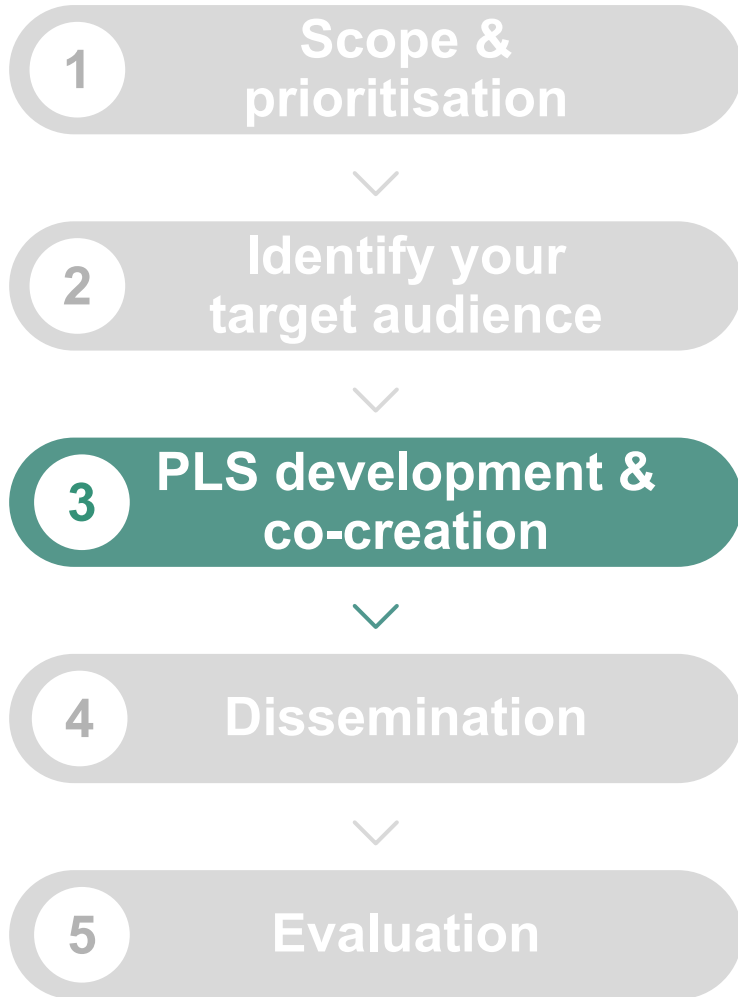 1
Scope &
prioritisation
2
Identify your
target audience
3
PLS development &
co-creation
4
Dissemination
5
Evaluation